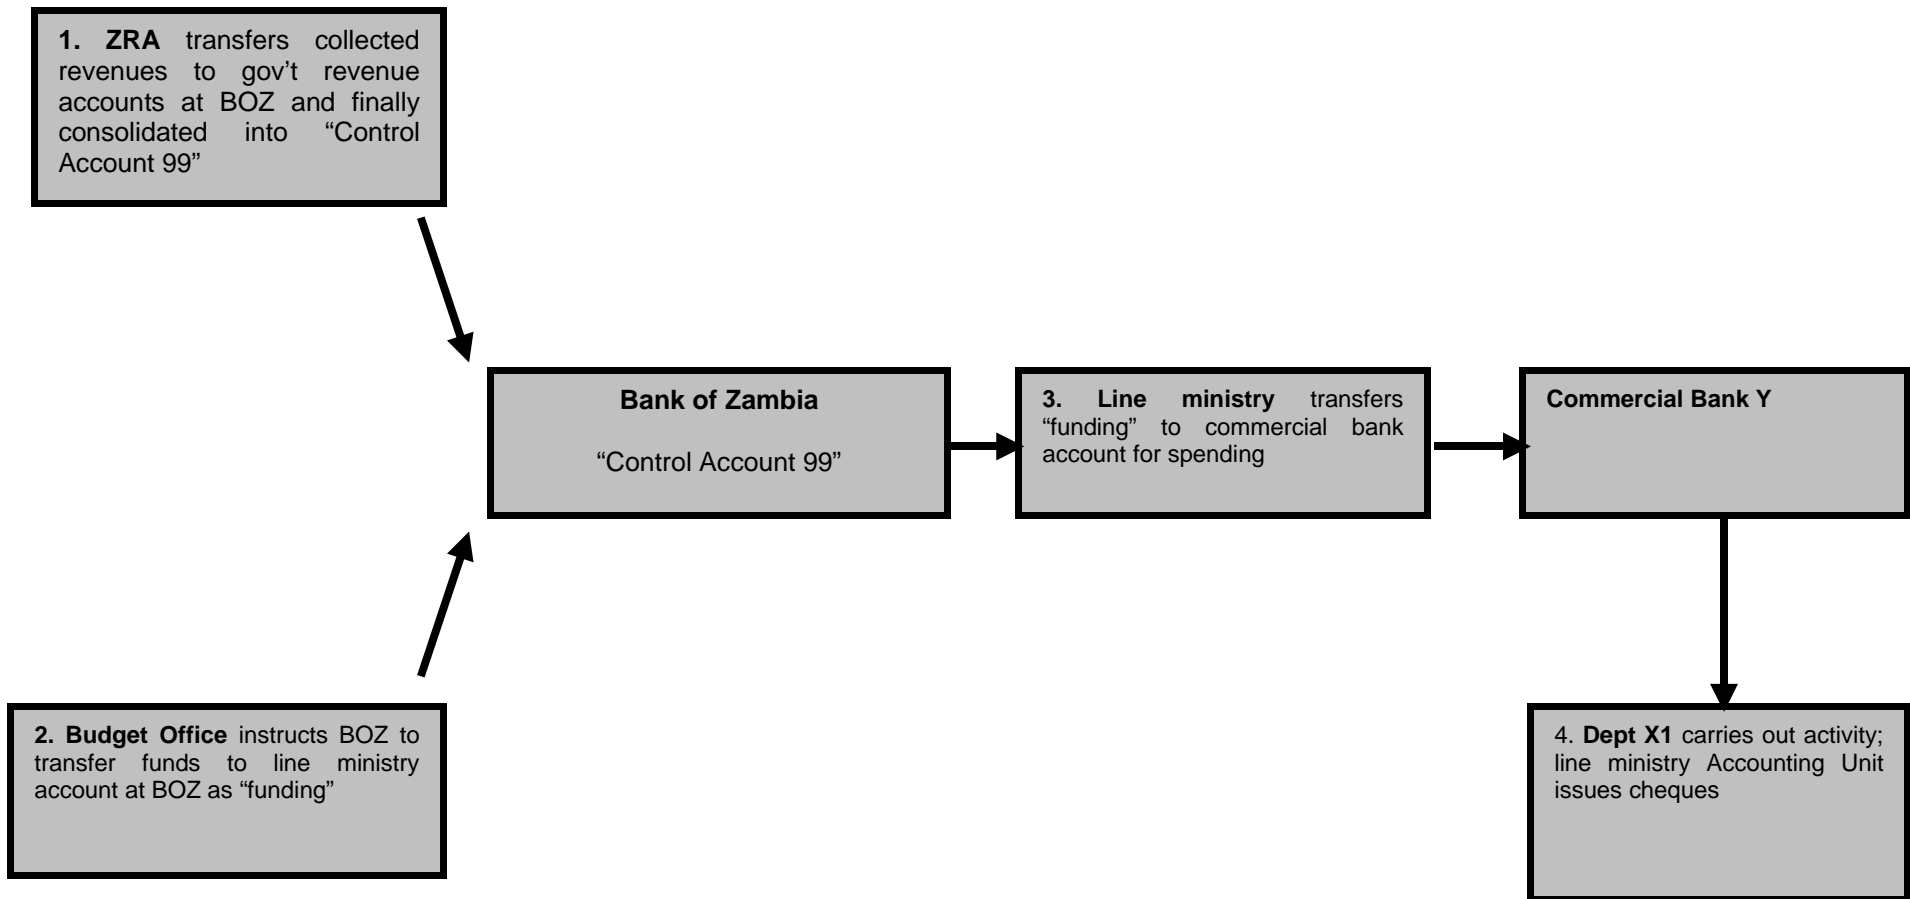 1. ZRA transfers collected
revenues to gov’t revenue
accounts at BOZ and finally
consolidated into “Control
Account 99”
2. Budget Office instructs BOZ to
transfer funds to line ministry
account at BOZ as “funding”
Bank of Zambia
“Control Account 99”
3. Line ministry transfers
“funding” to commercial bank
account for spending
Commercial Bank Y
4. Dept X1 carries out activity;
line ministry Accounting Unit
issues cheques